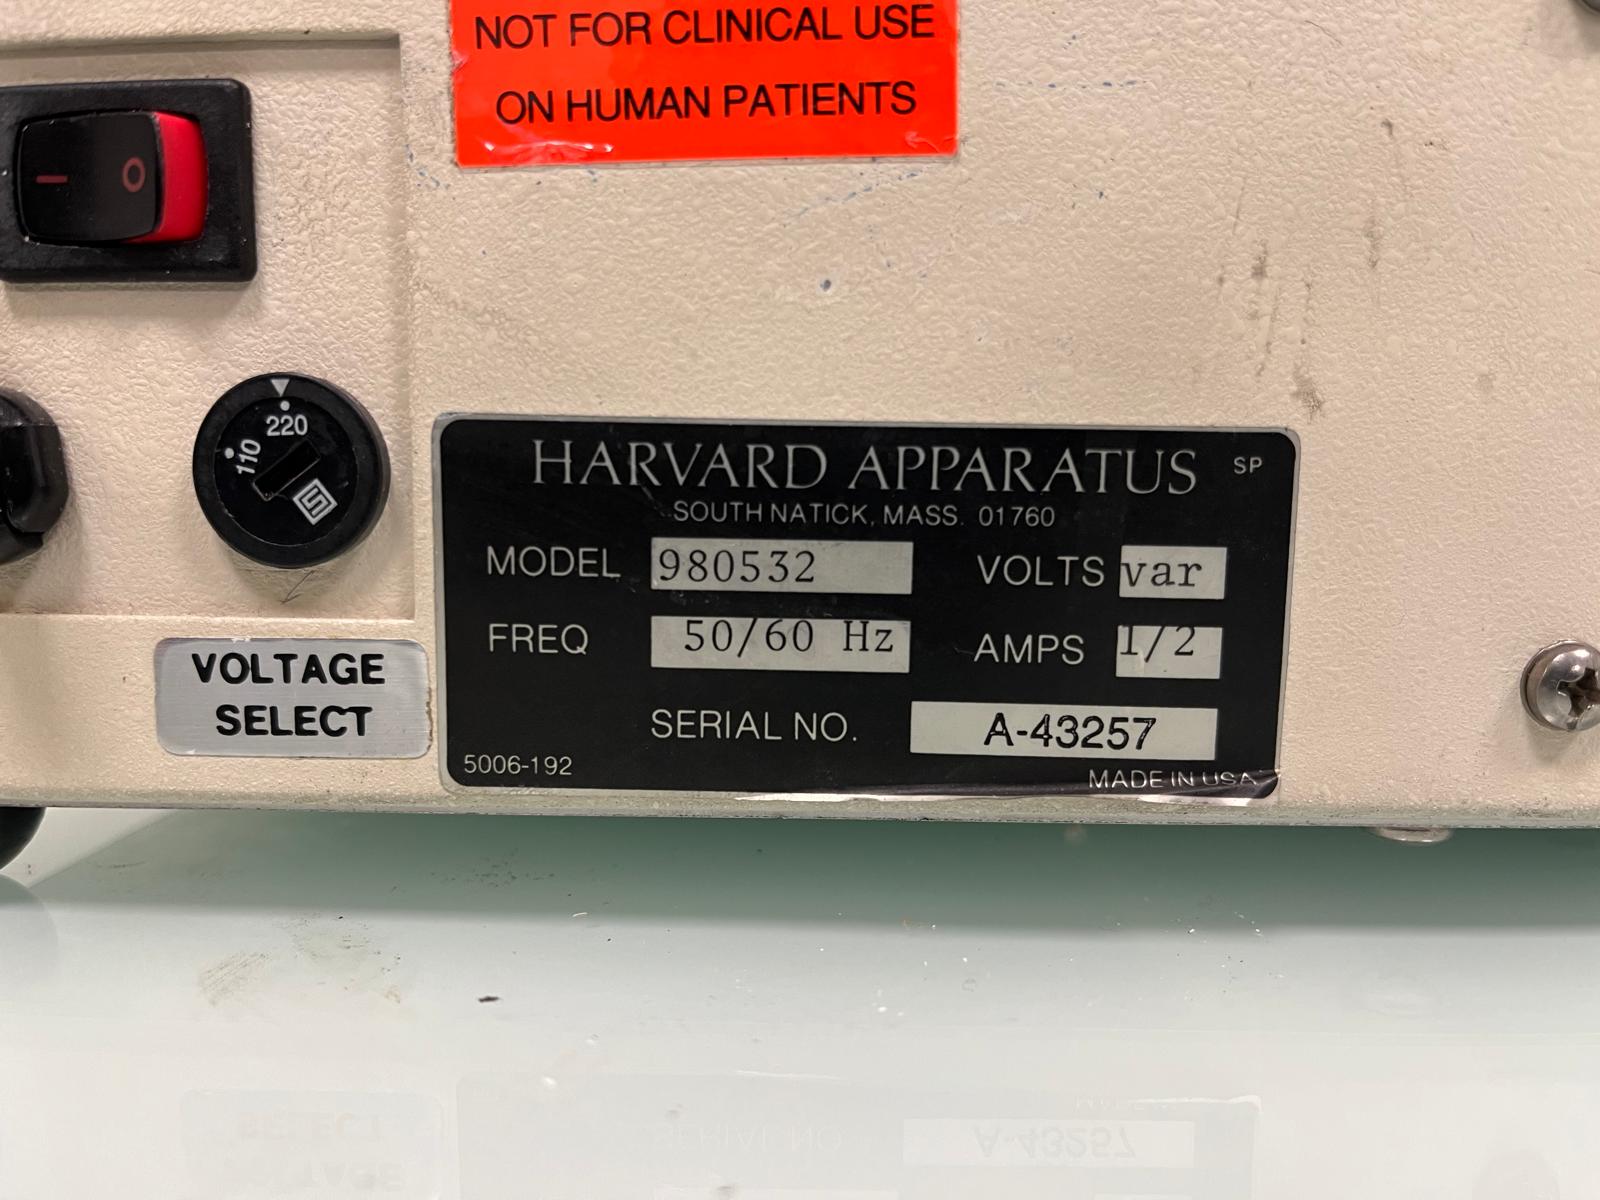 NOT FOR CLINICAL USE
ON HUMAN PATIENTS
I O
220
110
HARVARD APPARATUS SP
SOUTH NATICK, MASS. 01760
MODEL 980532 VOLTS var
FREQ 50/60 Hz AMPS 1/2
VOLTAGE
SELECT
SERIAL NO. A-43257
5006-192
MADE IN USA